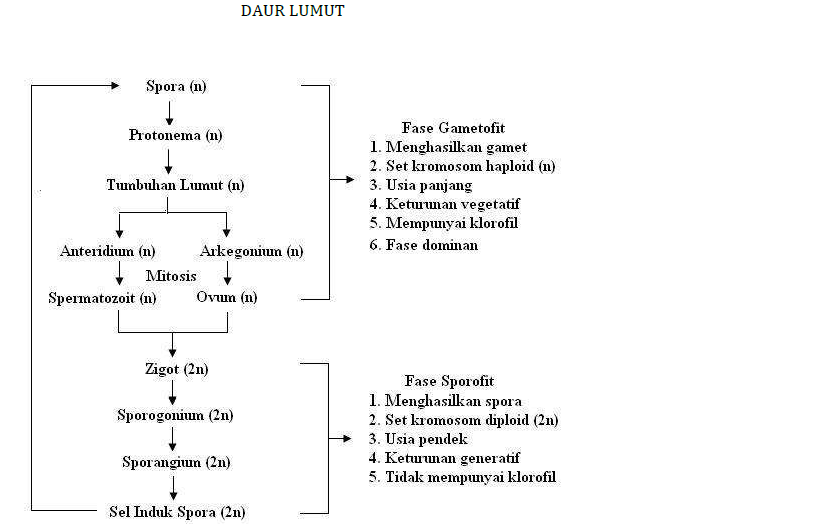 DAUR LUMUT
Spora (n)
Protonema (n)
Tumbuhan Lumut (n)
Anteridium (n) Arkegonium (n)
Mitosis
Spermatozoit (n) Ovum (n)
Zigot (2n)
Sporogonium (2n)
Sporangium (2n)
Sel Induk Spora (2n)
Fase Gametofit
1. Menghasilkan gamet
2. Set kromosom haploid (n)
3. Usia panjang
4. Keturunan vegetatif
5. Mempunyai klorofil
6. Fase dominan
Fase Sporofit
1. Menghasilkan spora
2. Set kromosom diploid (2n)
3. Usia pendek
4. Keturunan generatif
5. Tidak mempunyai klorofil